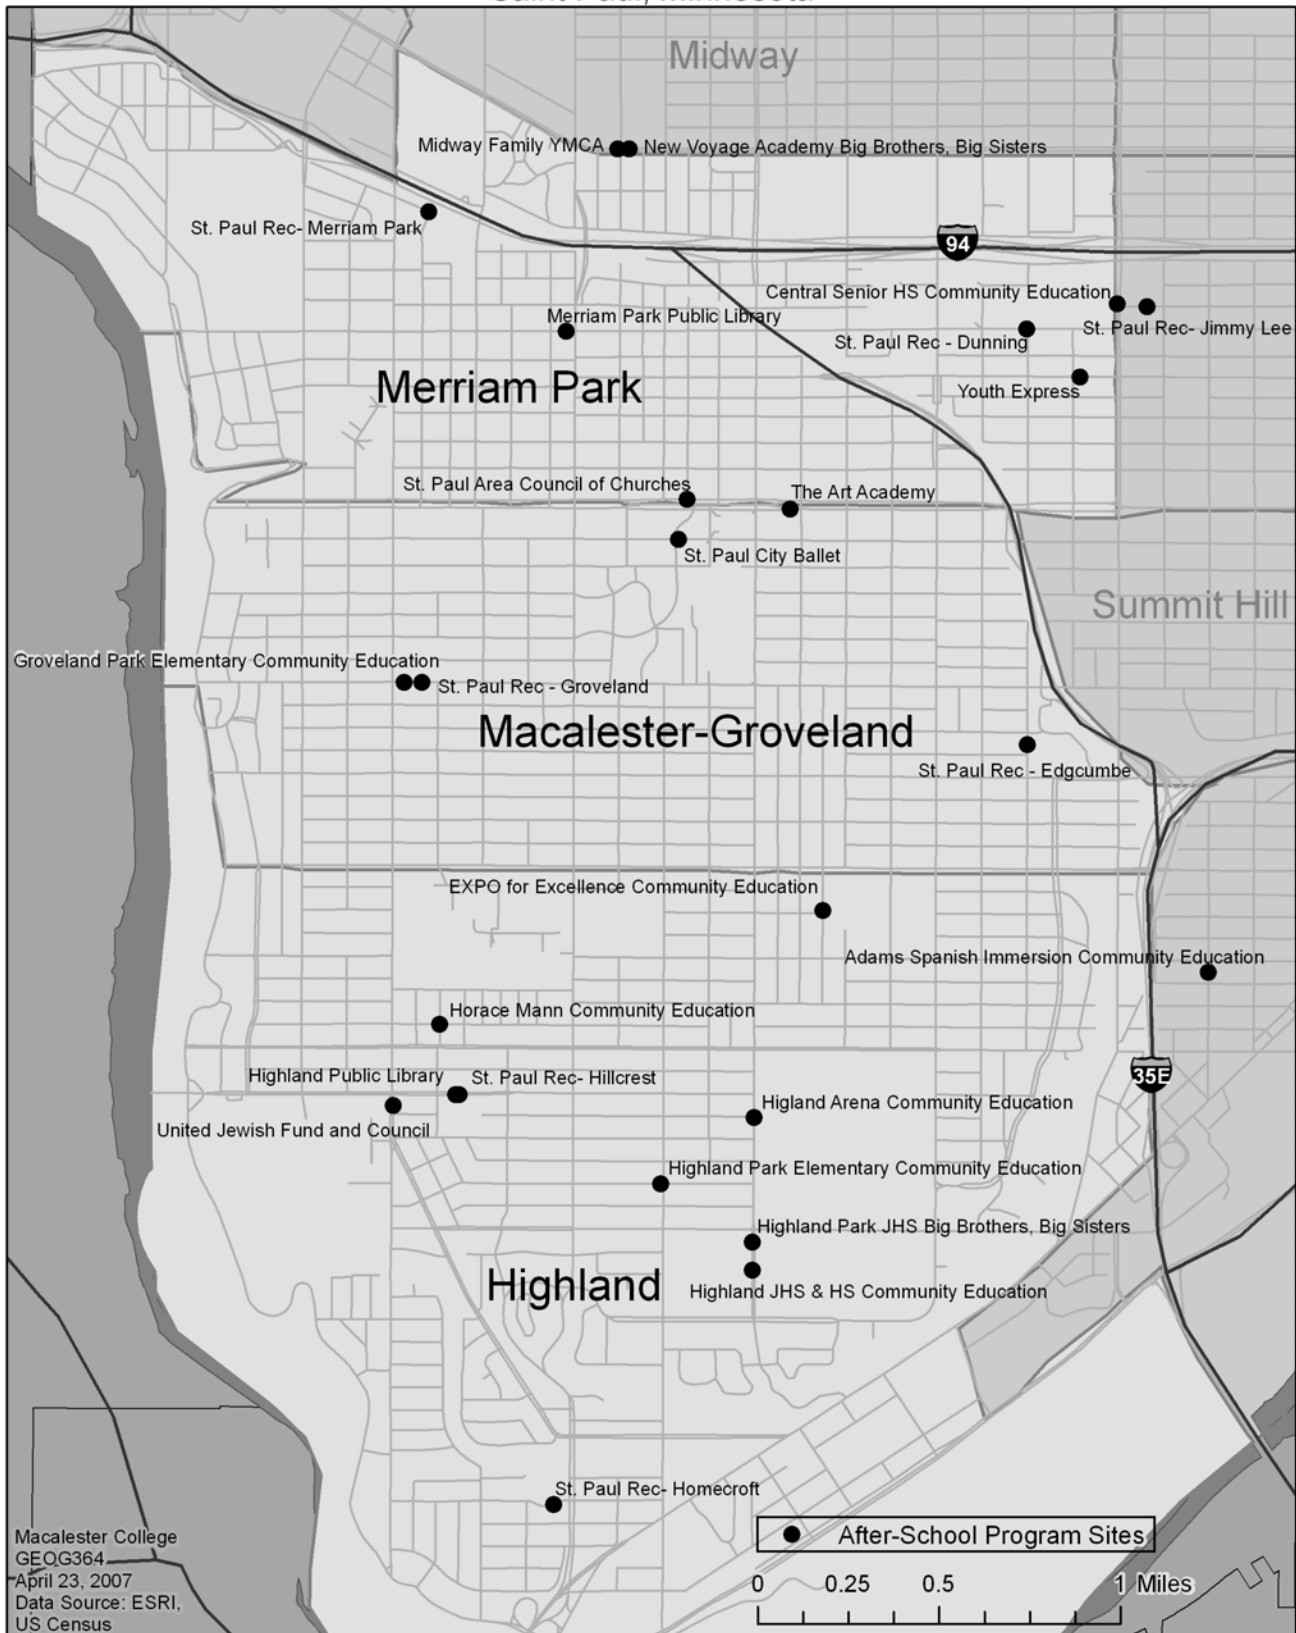 Saint Paul, Minnesota
Midway
Midway Family YMCA
New Voyage Academy Big Brothers, Big Sisters
St. Paul Rec- Merriam Park
94
Central Senior HS Community Education
Merriam Park Public Library
St. Paul Rec- Jimmy Lee
St. Paul Rec - Dunning
Merriam Park
Youth Express
St. Paul Area Council of Churches
The Art Academy
St. Paul City Ballet
Summit Hill
Groveland Park Elementary Community Education
St. Paul Rec - Groveland
Macalester-Groveland
St. Paul Rec - Edgcumbe
EXPO for Excellence Community Education
Adams Spanish Immersion Community Education
Horace Mann Community Education
Highland Public Library
St. Paul Rec- Hillcrest
35E
Higland Arena Community Education
United Jewish Fund and Council
Highland Park Elementary Community Education
Highland Park JHS Big Brothers, Big Sisters
Highland
Highland JHS & HS Community Education
St. Paul Rec- Homecroft
Macalester College
GEOG364
April 23, 2007
Data Source: ESRI,
US Census
After-School Program Sites
0 0.25 0.5 1 Miles